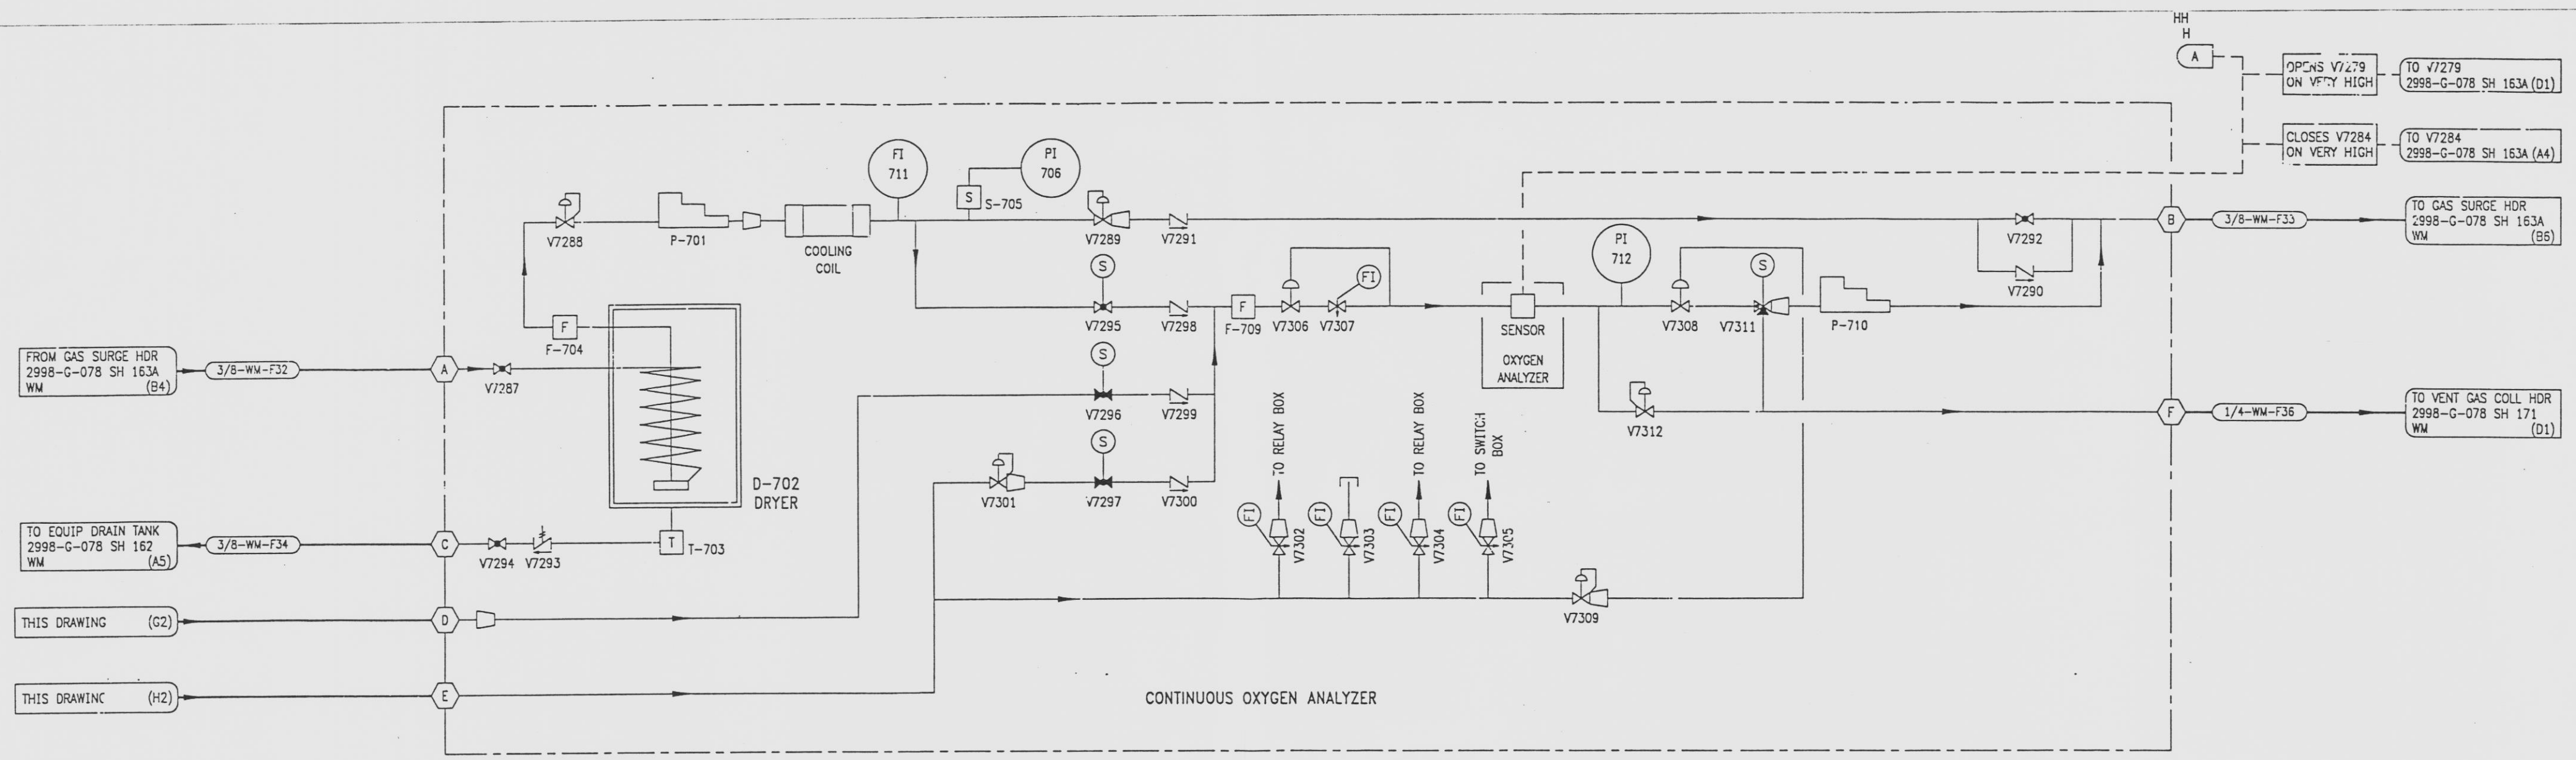 HH
H
A
OPENS V7279
ON VERY HIGH
TO V7279
2998-G-078 SH 163A (D1)
CLOSES V7284
ON VERY HIGH
TO V7284
2998-G-078 SH 163A (A4)
FI
711
PI
706
S
S-705
V7288
P-701
COOLING
COIL
V7289
V7291
V7292
V7290
B
3/8-WM-F33
TO GAS SURGE HDR
2998-G-078 SH 163A
WM (B6)
S
V7295
V7298
F
F-709
V7306
FI
V7307
SENSOR
OXYGEN
ANALYZER
PI
712
V7308
S
V7311
P-710
F
F-704
FROM GAS SURGE HDR
2998-G-078 SH 163A
WM (B4)
3/8-WM-F32
A
V7287
S
V7296
V7299
V7312
F
1/4-WM-F36
TO VENT GAS COLL HDR
2998-G-078 SH 171
WM (D1)
D-702
DRYER
V7301
S
V7297
V7300
TO RELAY BOX
TO RELAY BOX
TO SWITCH
BOX
FI
V7302
FI
V7303
FI
V7304
FI
V7305
TO EQUIP DRAIN TANK
2998-G-078 SH 162
WM (A5)
3/8-WM-F34
C
V7294
V7293
T
T-703
THIS DRAWING (G2)
D
V7309
THIS DRAWING (H2)
E
CONTINUOUS OXYGEN ANALYZER